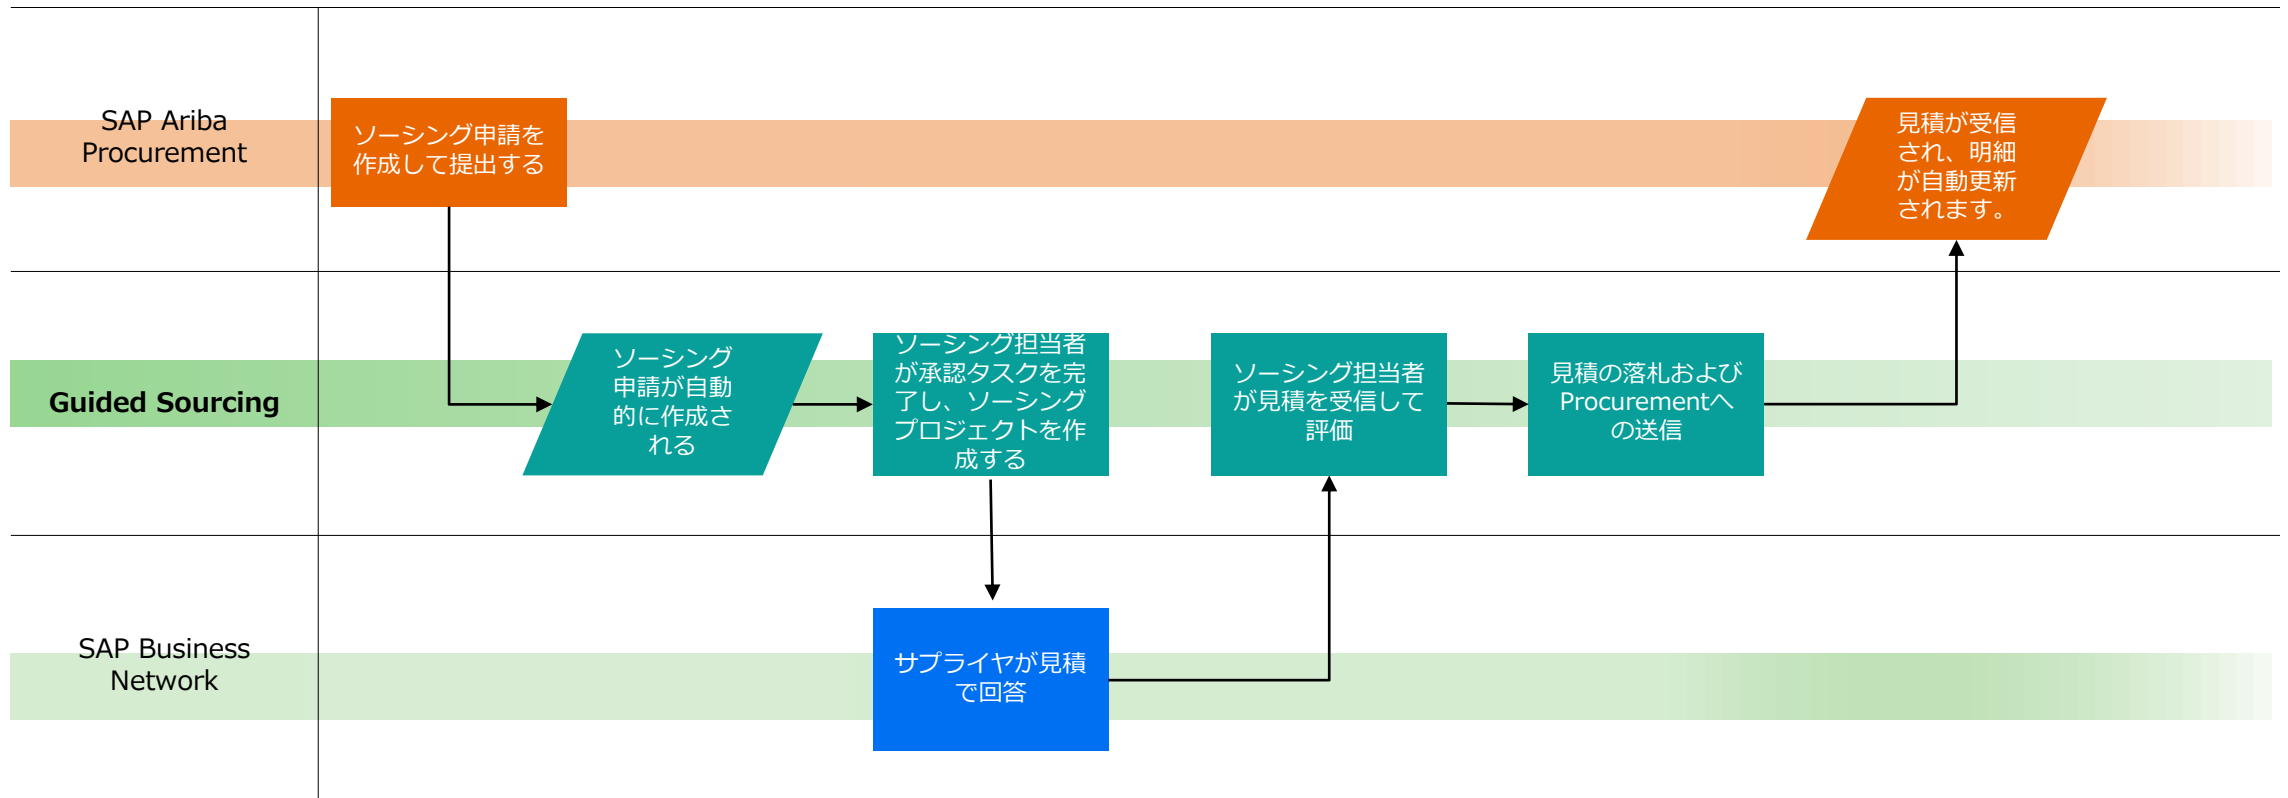 SAP Ariba
Procurement
ソーシング申請を
作成して提出する
見積が受信
され、明細
が自動更新
されます。
Guided Sourcing
ソーシング
申請が自動
的に作成さ
れる
ソーシング担当者
が承認タスクを完
了し、ソーシング
プロジェクトを作
成する
ソーシング担当者
が見積を受信して
評価
見積の落札および
Procurementへ
の送信
SAP Business
Network
サプライヤが見積
で回答